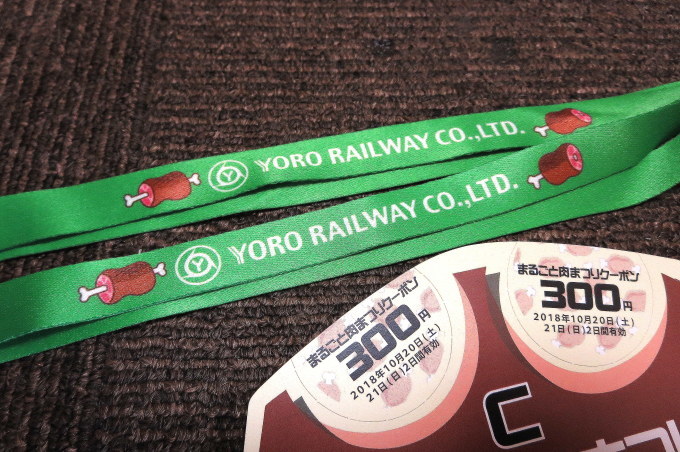 YORO RAILWAY CO.,LTD.
YORO RAILWAY CO.,LTD.
まるごと肉まつりクーポン
300円
2018年10月20日(土)
21日(日)2日間有効
まるごと肉まつりクーポン
300円
2018年10月20日(土)
21日(日)2日間有効